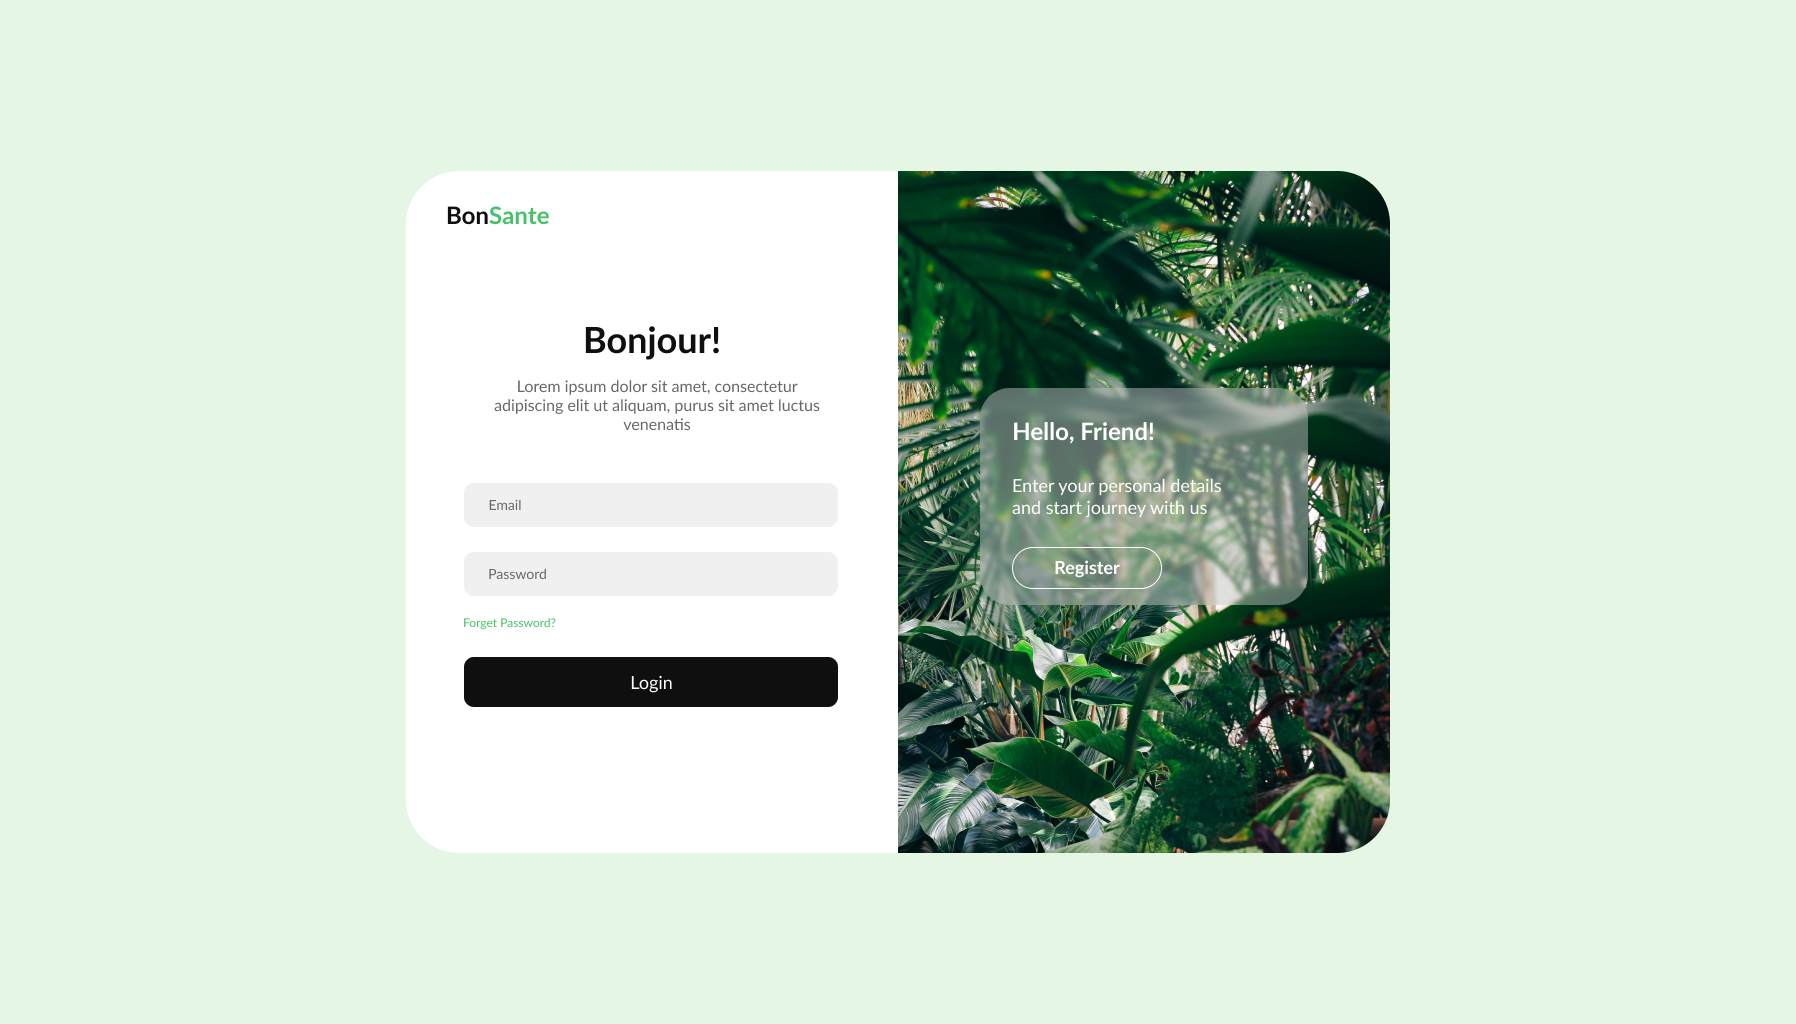 BonSante
Bonjour!
Lorem ipsum dolor sit amet, consectetur
adipiscing elit ut aliquam, purus sit amet luctus
venenatis
Email
Password
Forget Password?
Login
Hello, Friend!
Enter your personal details
and start journey with us
Register